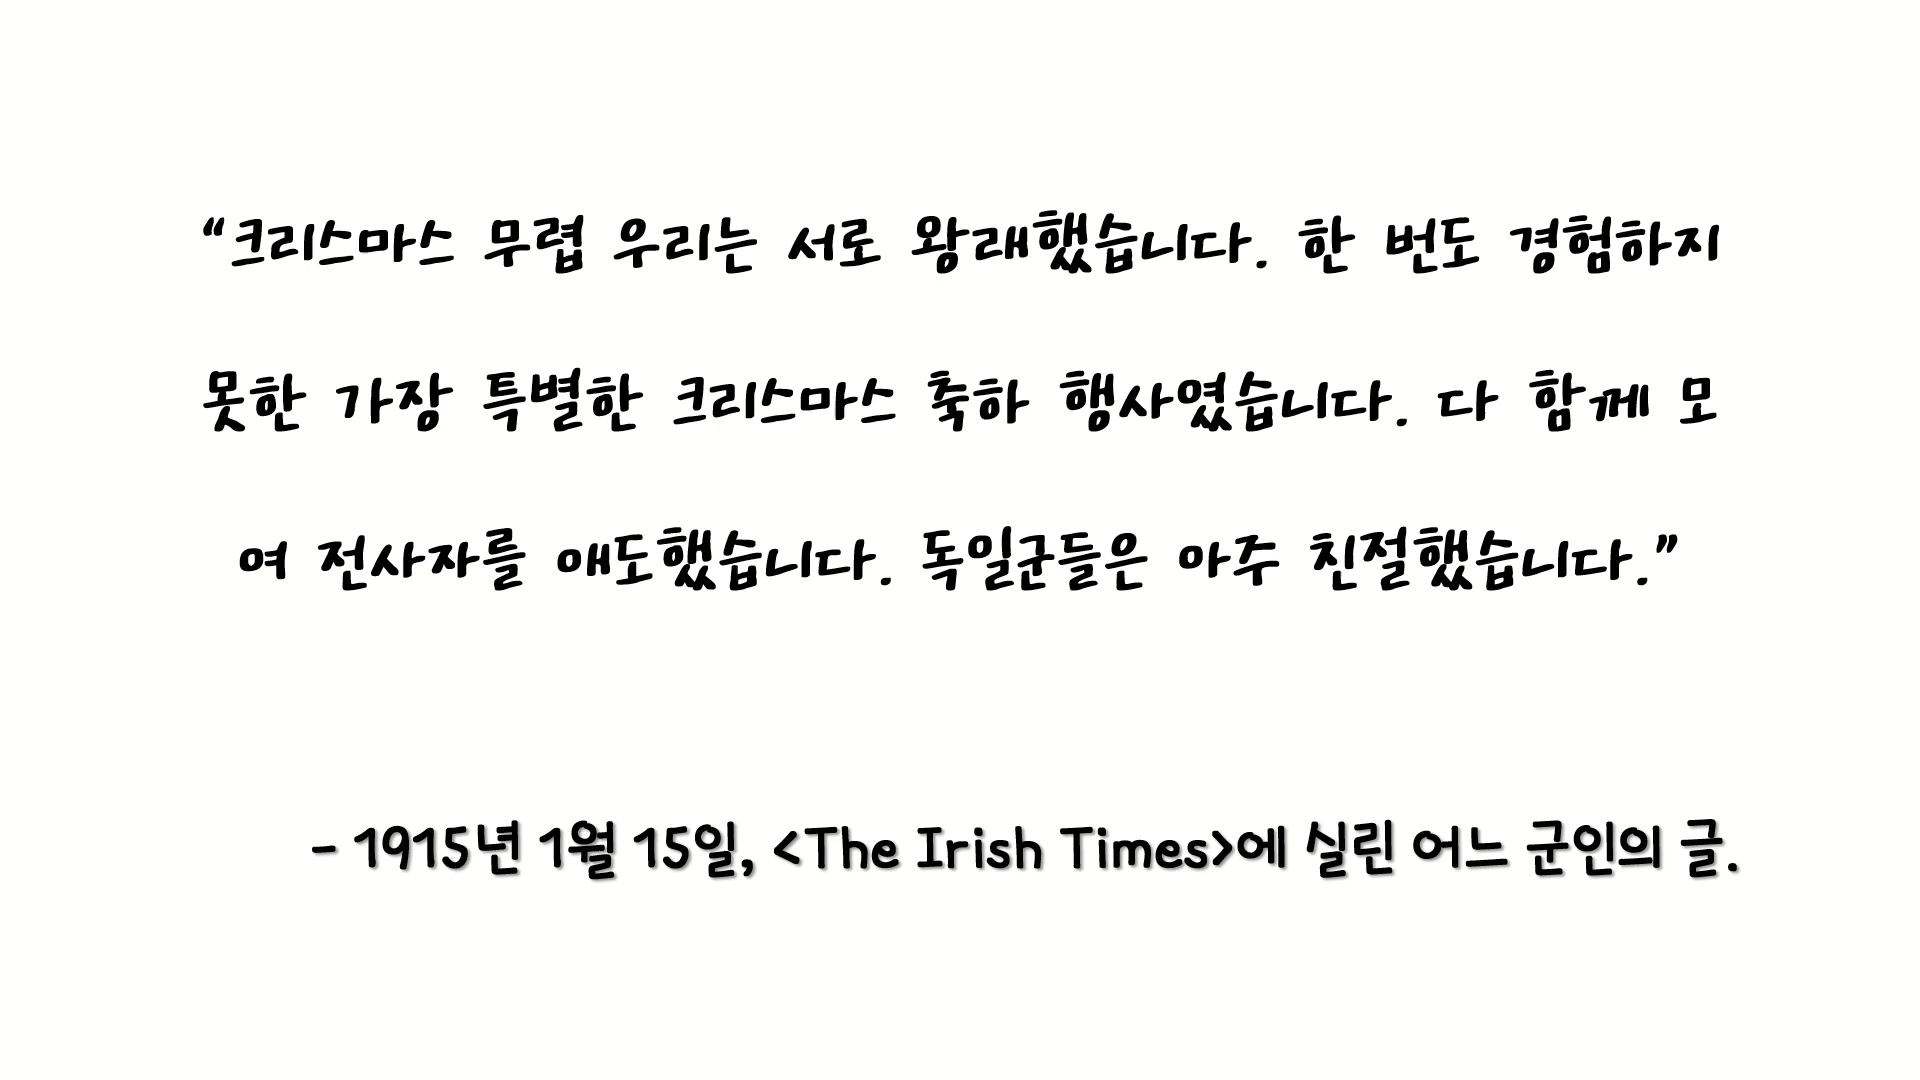 “크리스마스 무렵 우리는 서로 왕래했습니다. 한 번도 경험하지
못한 가장 특별한 크리스마스 축하 행사였습니다. 다 함께 모
여 전사자를 애도했습니다. 독일군들은 아주 친절했습니다.”
- 1915년 1월 15일, <The Irish Times>에 실린 어느 군인의 글.